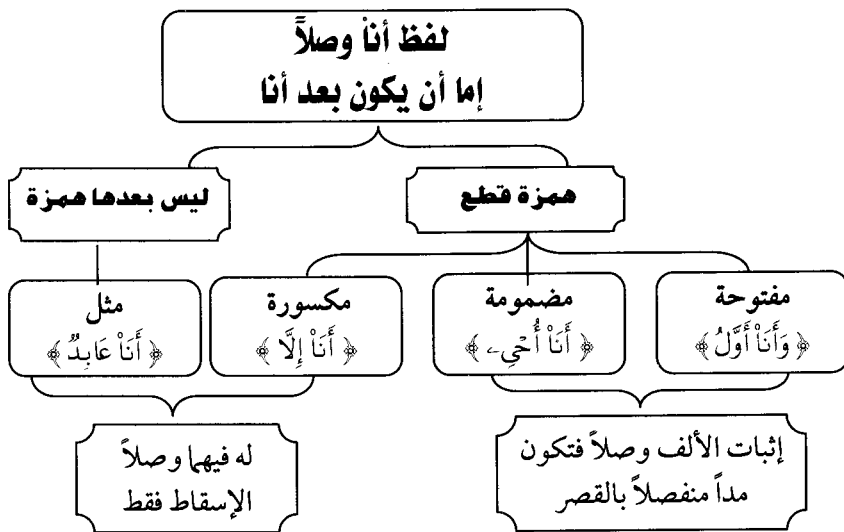 لفظ أناْ وصلاً
إما أن يكون بعد أنا
همزة قطع
ليس بعدها همزة
مفتوحة
﴿ وَأَنَا۠ أَوَّلُ ﴾
مضمومة
﴿ أَنَا۠ أُحْيِۦ ﴾
مكسورة
﴿ أَنَا۠ إِلَّا ﴾
مثل
﴿ أَنَا۠ عَابِدٌ ﴾
إثبات الألف وصلاً فتكون
مداً منفصلاً بالقصر
له فيهما وصلاً
الإسقاط فقط